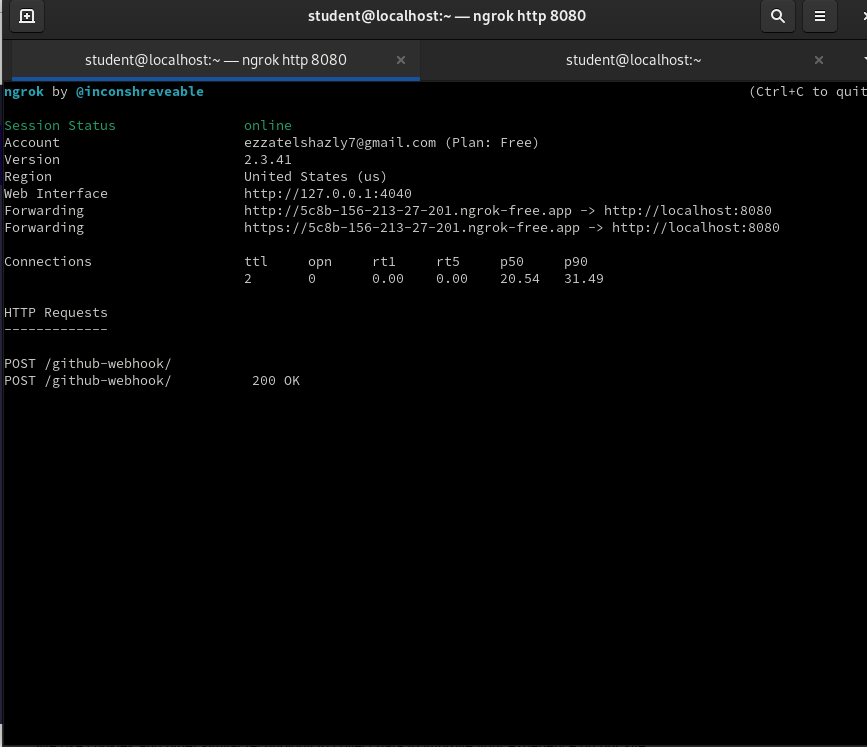 student@localhost:~ — ngrok http 8080
student@localhost:~ — ngrok http 8080 × student@localhost:~ ×
ngrok by @inconshreveable (Ctrl+C to quit
Session Status online
Account ezzatelshazly7@gmail.com (Plan: Free)
Version 2.3.41
Region United States (us)
Web Interface http://127.0.0.1:4040
Forwarding http://5c8b-156-213-27-201.ngrok-free.app -> http://localhost:8080
Forwarding https://5c8b-156-213-27-201.ngrok-free.app -> http://localhost:8080
Connections ttl opn rt1 rt5 p50 p90
2 0 0.00 0.00 20.54 31.49
HTTP Requests
-------------
POST /github-webhook/
POST /github-webhook/ 200 OK